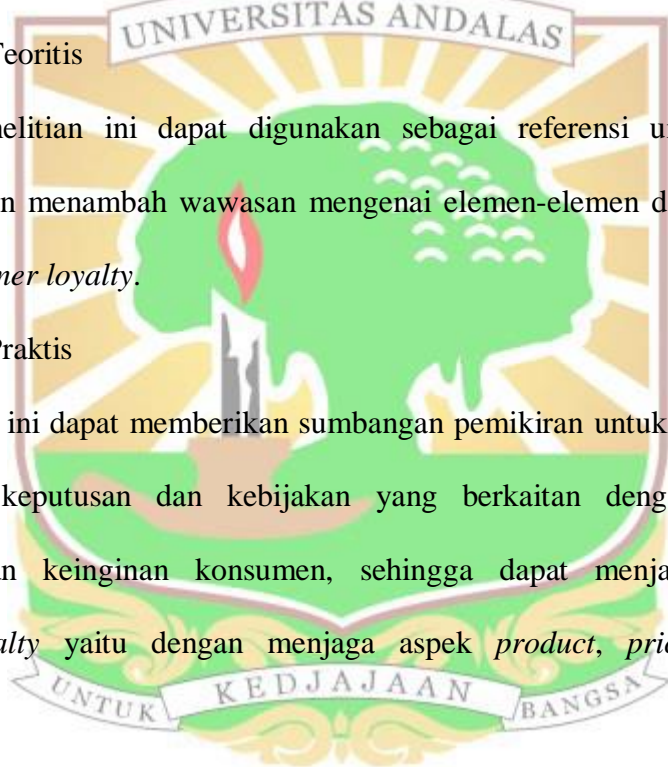 UNIVERSITAS ANDALAS
Teoritis
nelitian ini dapat digunakan sebagai referensi u
n menambah wawasan mengenai elemen-elemen d
ner loyalty.
Praktis
ini dapat memberikan sumbangan pemikiran untuk
keputusan dan kebijakan yang berkaitan deng
an keinginan konsumen, sehingga dapat menja
alty yaitu dengan menjaga aspek product, pri
UNTUK KEDJAJAAN BANGSA